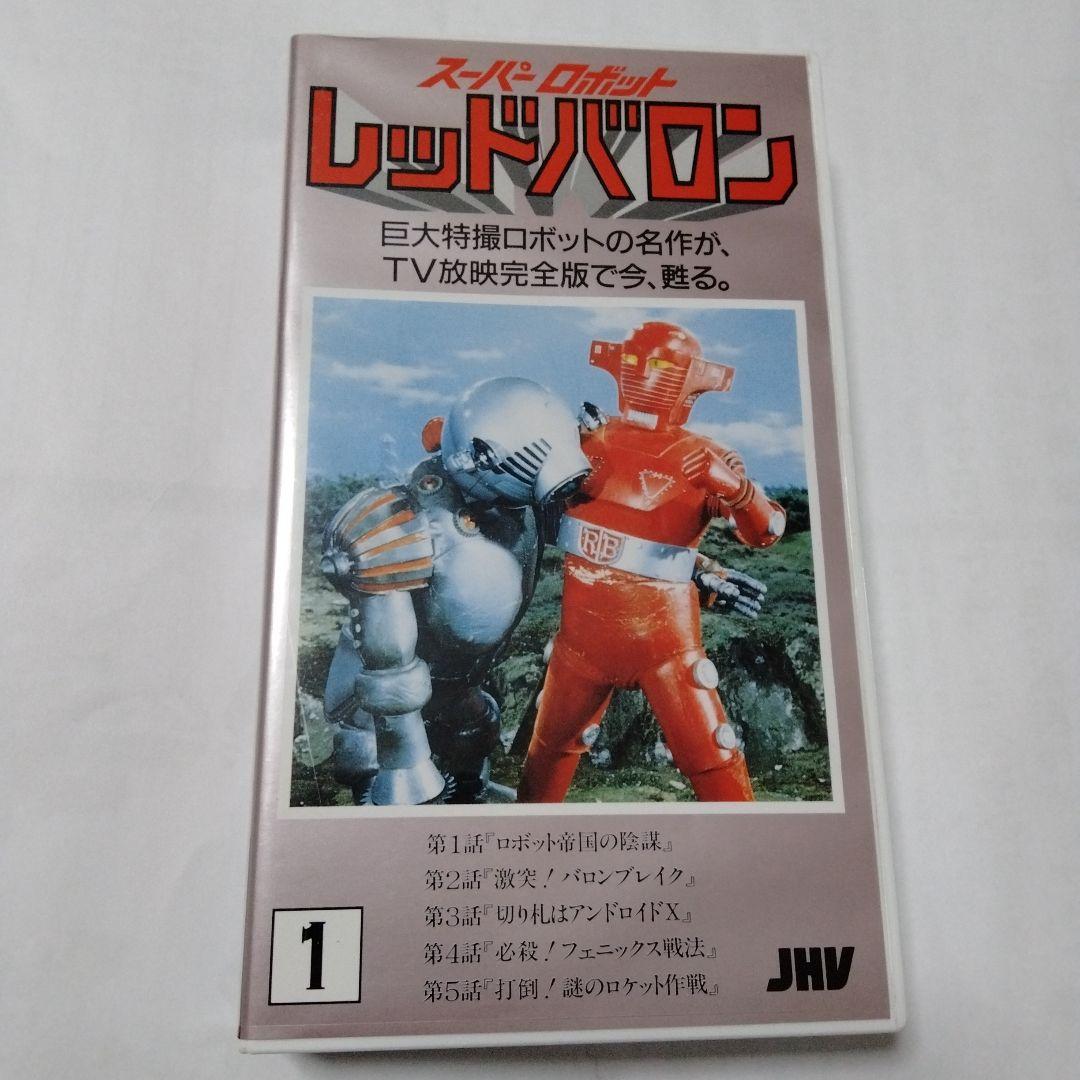 スーパーロボット
レッドバロン
巨大特撮ロボットの名作が、
TV放映完全版で今、甦る。
RB
第1話『ロボット帝国の陰謀』
第2話『激突!バロンブレイク』
第3話『切り札はアンドロイドX』
第4話『必殺!フェニックス戦法』
第5話『打倒!謎のロケット作戦』
1
JHV